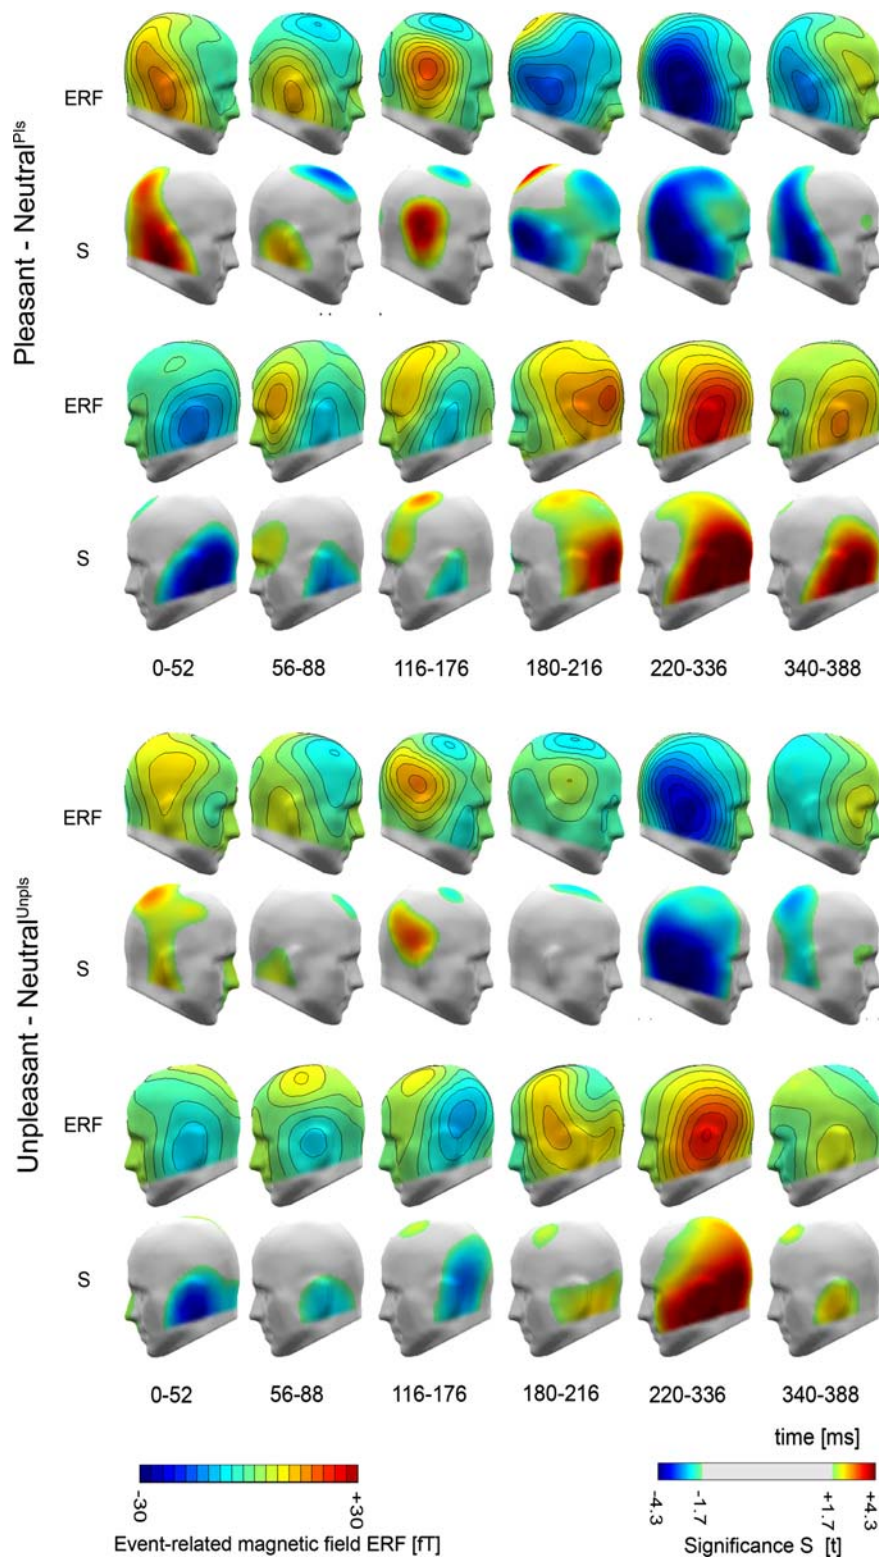 Pleasant - Neutral^Pls
ERF
S
ERF
S
0-52 56-88 116-176 180-216 220-336 340-388
Unpleasant - Neutral^Unpls
ERF
S
ERF
S
0-52 56-88 116-176 180-216 220-336 340-388
time [ms]
-30 +30
Event-related magnetic field ERF [fT]
-4.3 -1.7 +1.7 +4.3
Significance S [t]